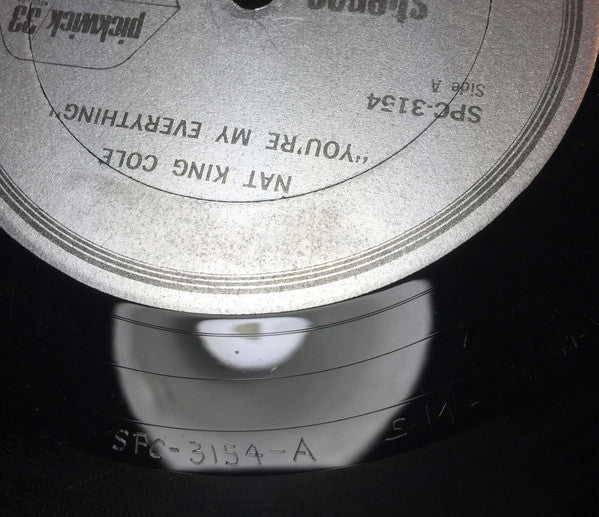 NAT KING COLE
"YOU'RE MY EVERYTHING"
SPC-3154
Side A
stereo
pickwick/33
SPC-3154-A